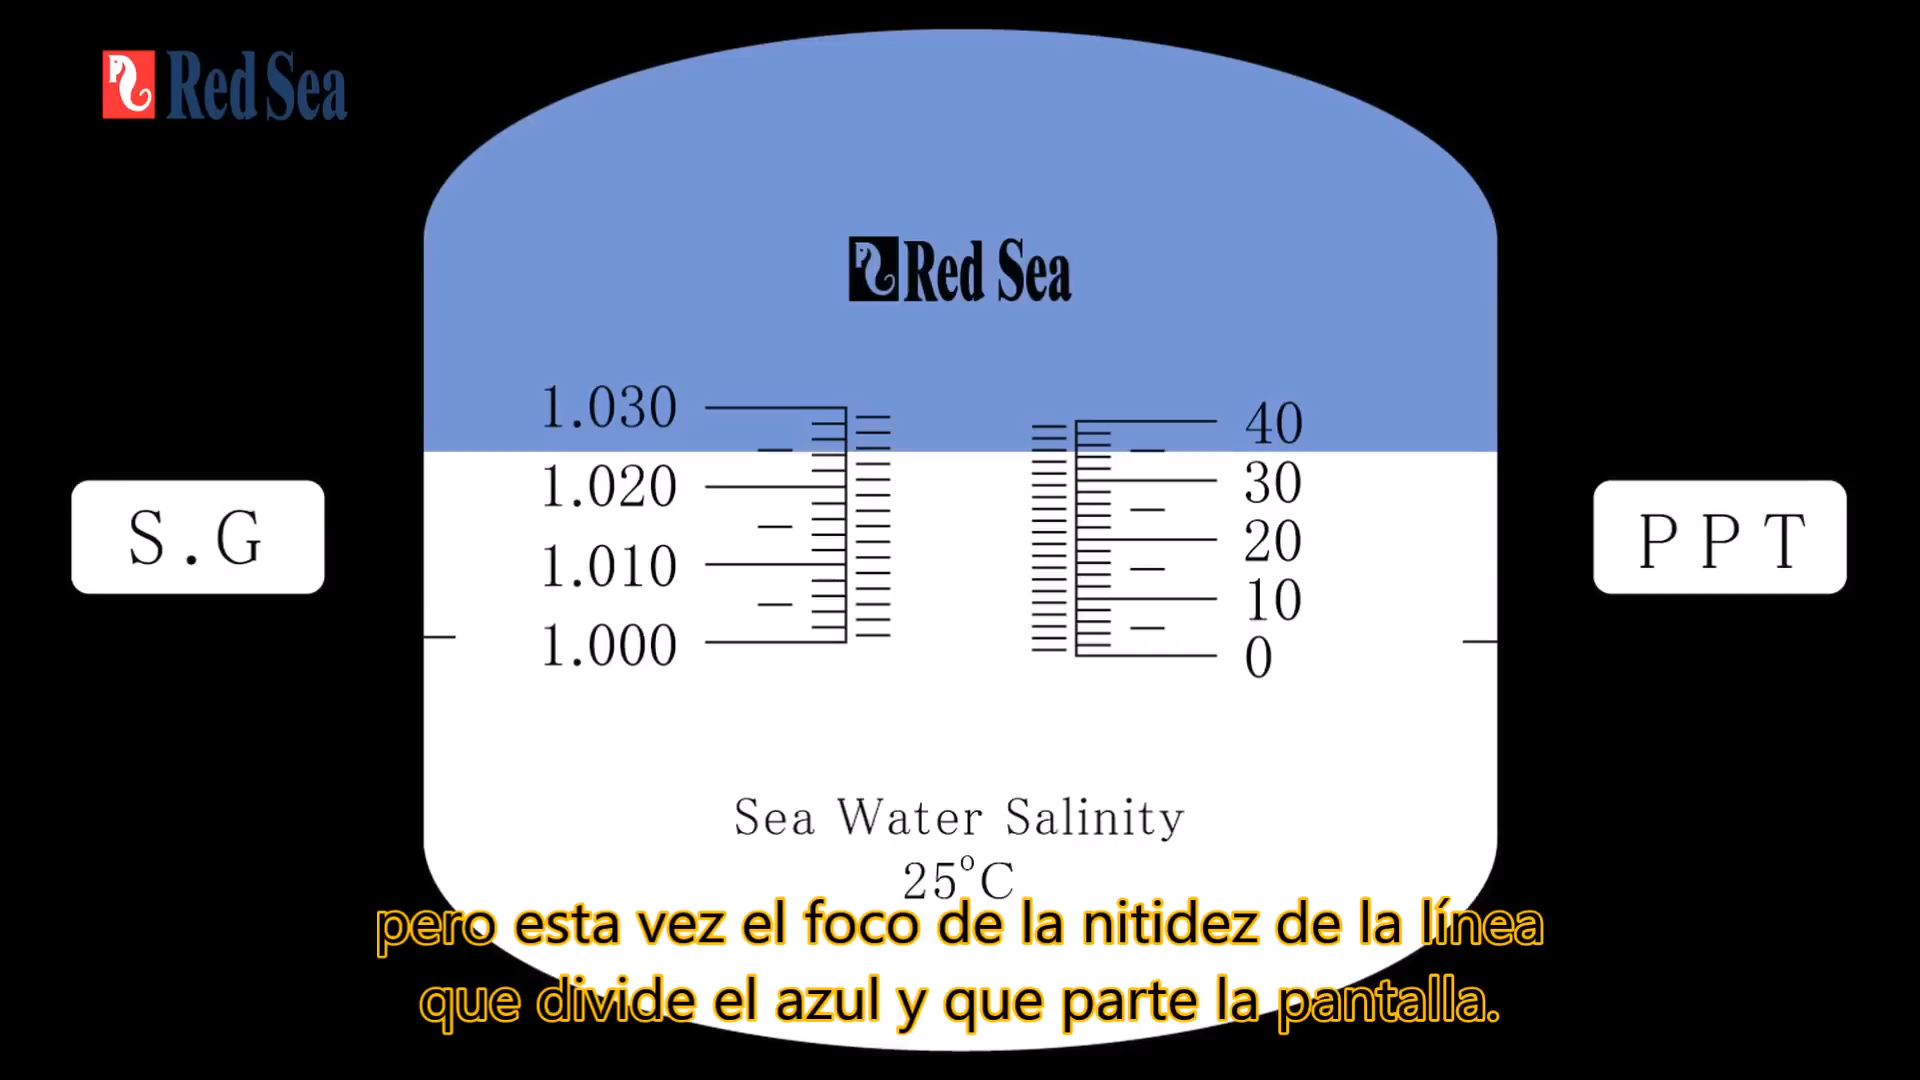 Red Sea
Red Sea
1.030
1.020
1.010
1.000
40
30
20
10
0
S.G
PPT
Sea Water Salinity
25°C
pero esta vez el foco de la nitidez de la línea
que divide el azul y que parte la pantalla.